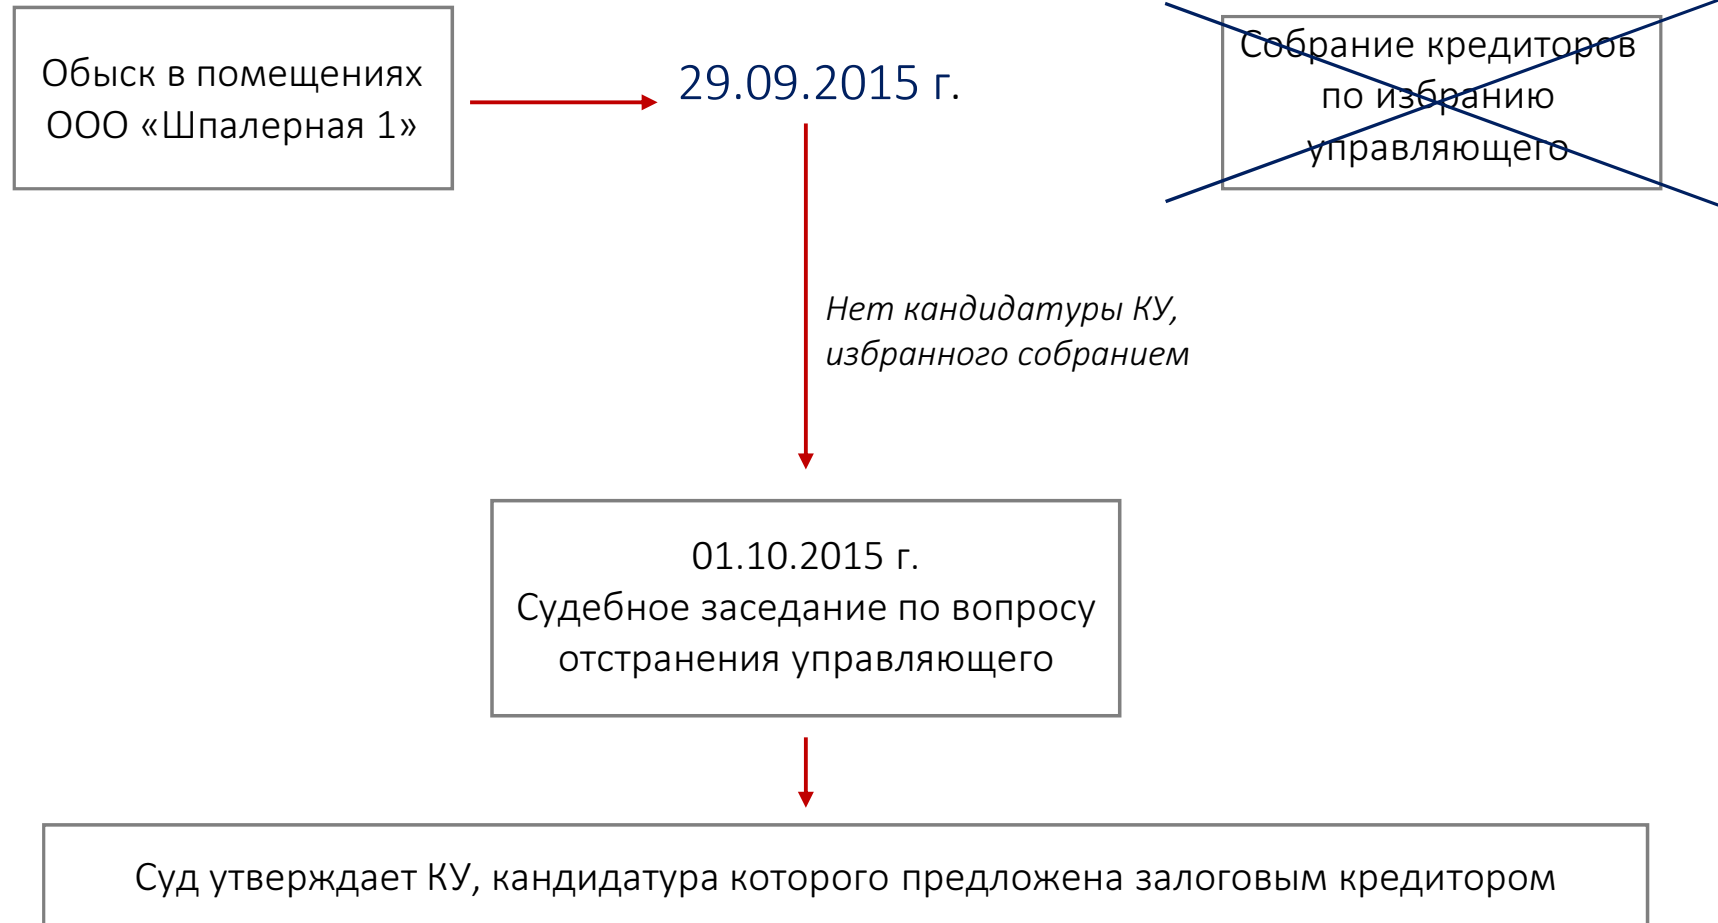 Обыск в помещениях
ООО «Шпалерная 1»
29.09.2015 г.
Собрание кредиторов
по избранию
управляющего
Нет кандидатуры КУ,
избранного собранием
01.10.2015 г.
Судебное заседание по вопросу
отстранения управляющего
Суд утверждает КУ, кандидатура которого предложена залоговым кредитором